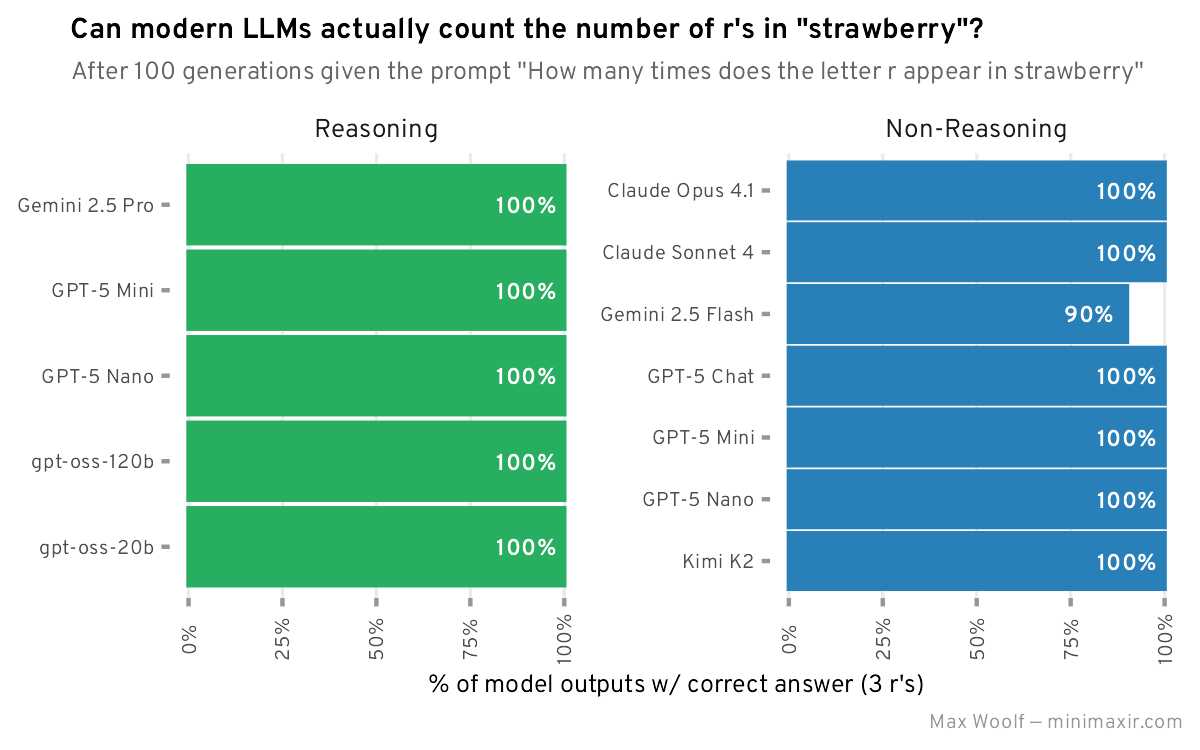 Can modern LLMs actually count the number of r's in "strawberry"?
After 100 generations given the prompt "How many times does the letter r appear in strawberry"
Reasoning
Gemini 2.5 Pro 100%
GPT-5 Mini 100%
GPT-5 Nano 100%
gpt-oss-120b 100%
gpt-oss-20b 100%
0% 25% 50% 75% 100%
Non-Reasoning
Claude Opus 4.1 100%
Claude Sonnet 4 100%
Gemini 2.5 Flash 90%
GPT-5 Chat 100%
GPT-5 Mini 100%
GPT-5 Nano 100%
Kimi K2 100%
0% 25% 50% 75% 100%
% of model outputs w/ correct answer (3 r's)
Max Woolf — minimaxir.com